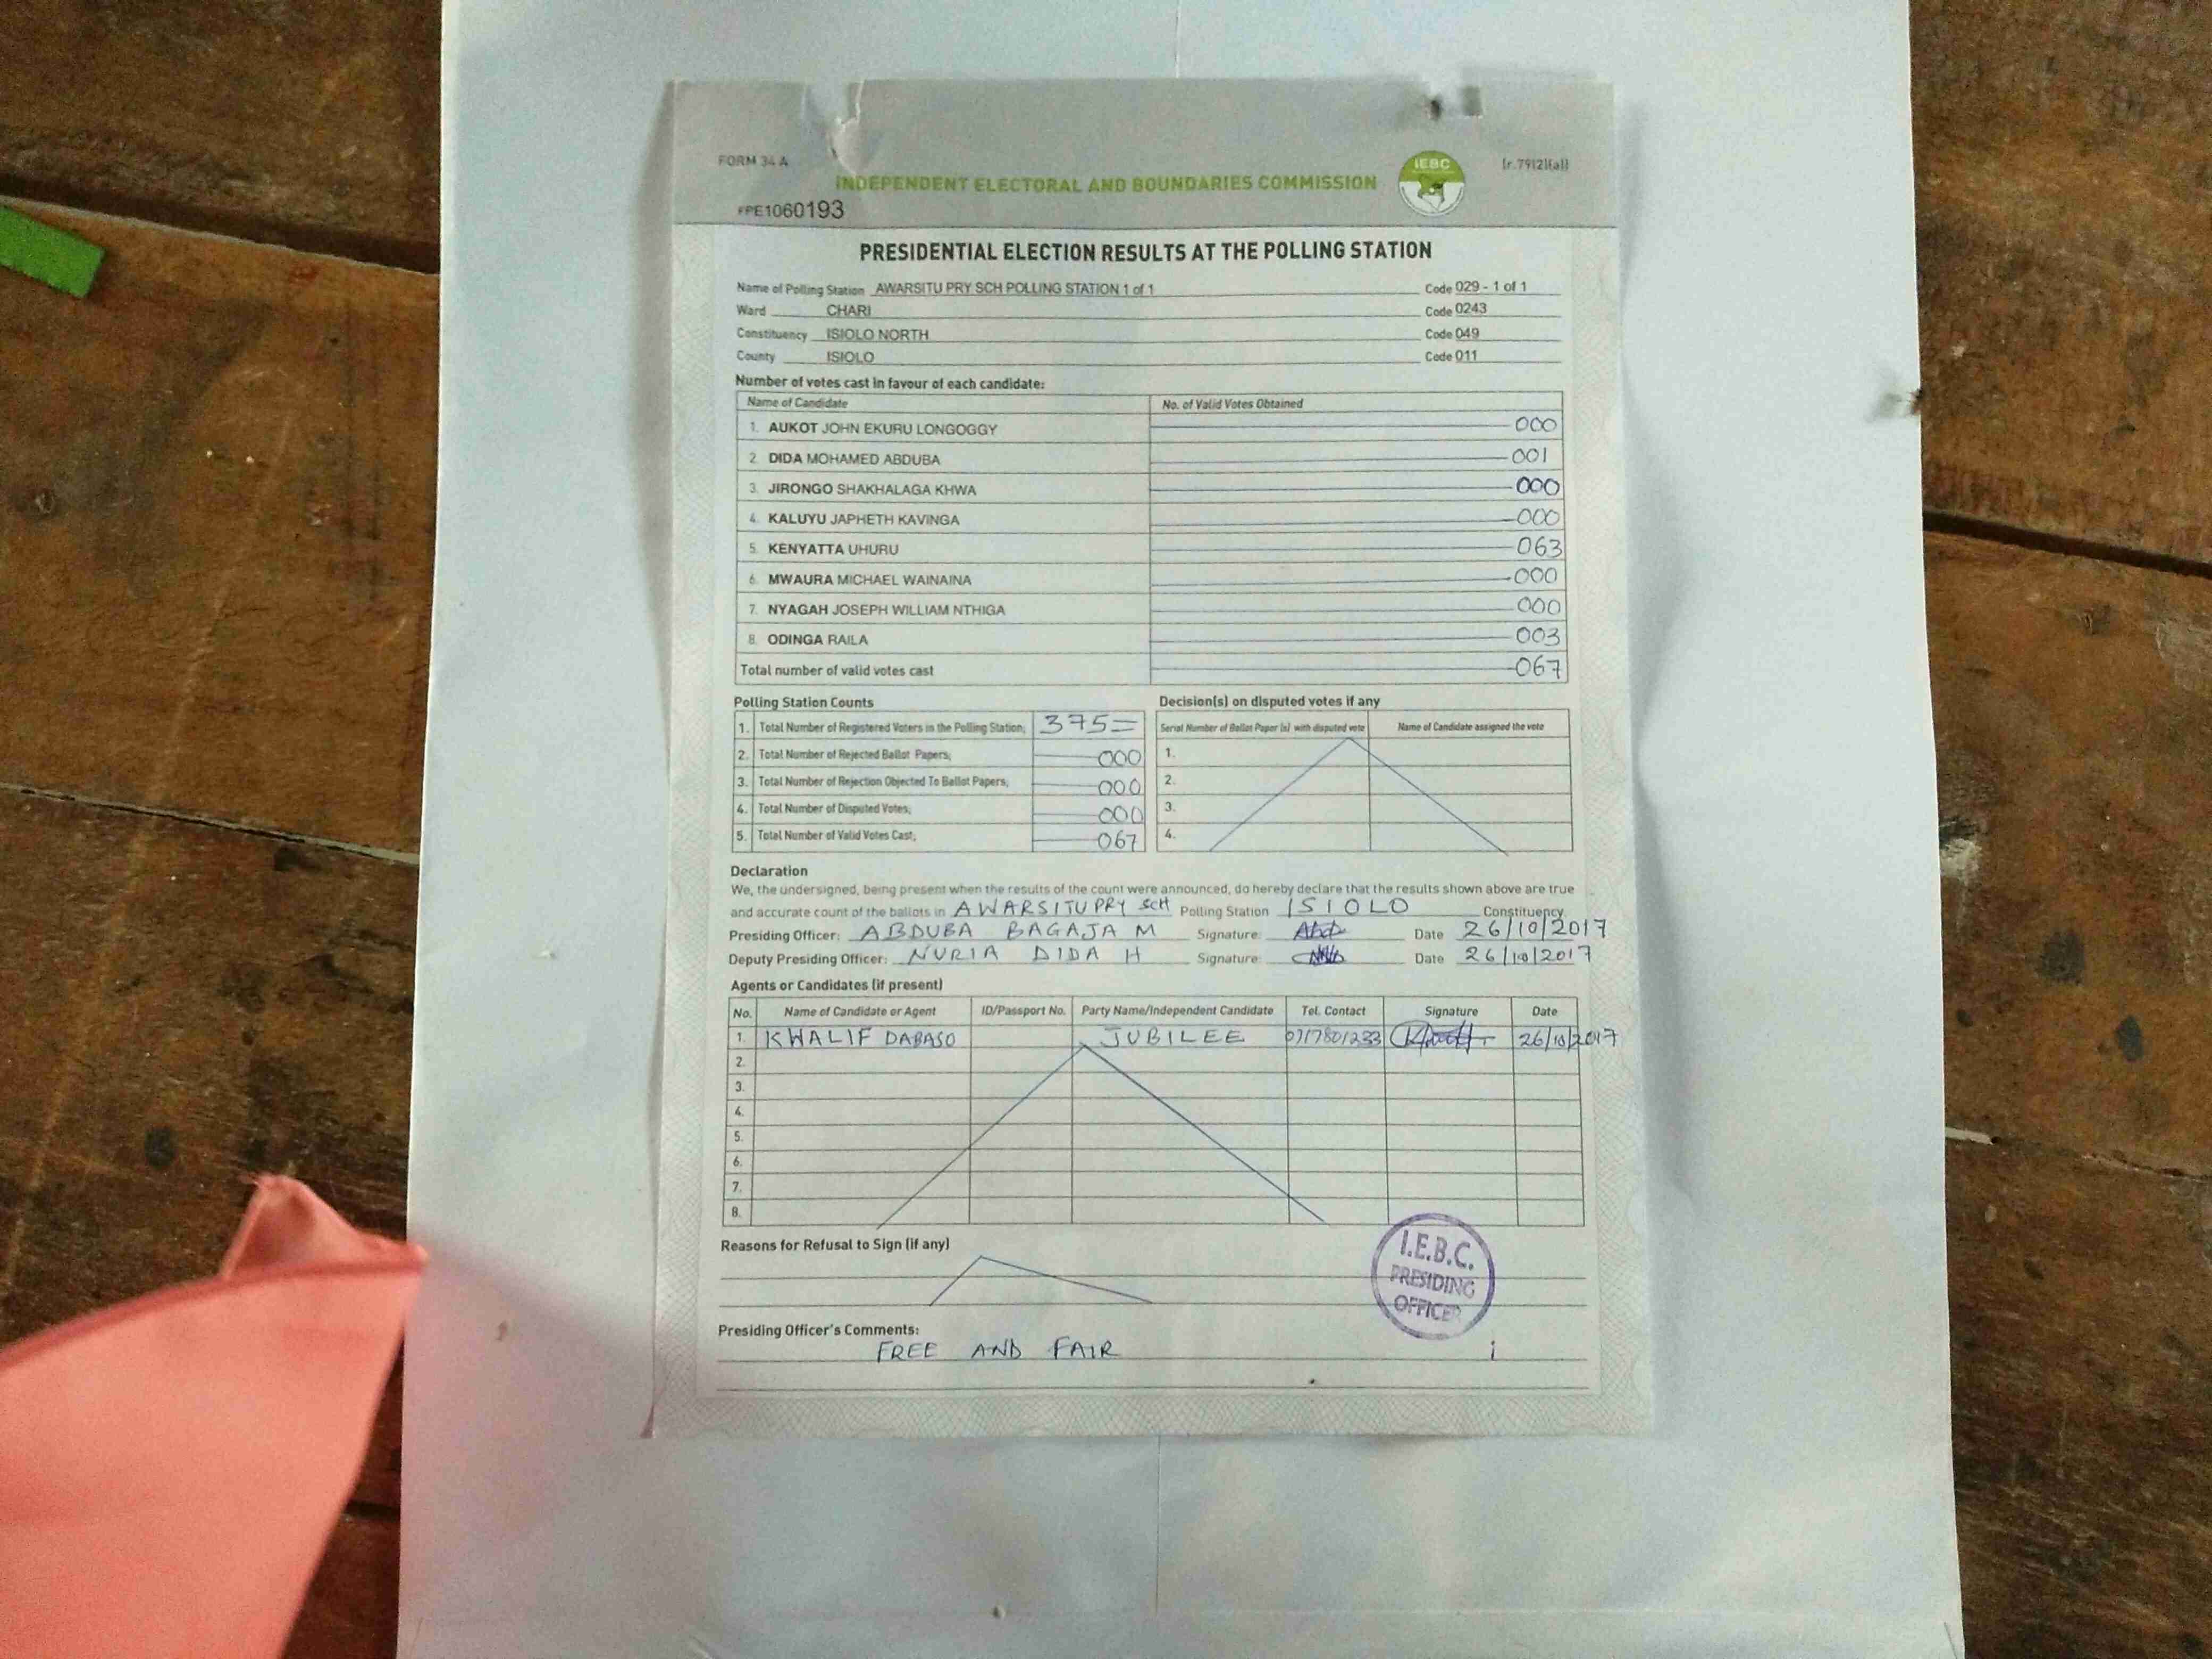 FORM 34 A
IEBC
(r.79(2)(a))
INDEPENDENT ELECTORAL AND BOUNDARIES COMMISSION
PPE1060193
PRESIDENTIAL ELECTION RESULTS AT THE POLLING STATION
Name of Polling Station AWARSITU PRY SCH POLLING STATION 1 of 1 Code 029 - 1 of 1
Ward CHARI Code 0243
Constituency ISIOLO NORTH Code 049
County ISIOLO Code 011
Number of votes cast in favour of each candidate:
Name of Candidate No. of Valid Votes Obtained
1. AUKOT JOHN EKURU LONGOGGY 000
2. DIDA MOHAMED ABDUBA 001
3. JIRONGO SHAKHALAGA KHWA 000
4. KALUYU JAPHETH KAVINGA 000
5. KENYATTA UHURU 063
6. MWAURA MICHAEL WAINAINA 000
7. NYAGAH JOSEPH WILLIAM NTHIGA 000
8. ODINGA RAILA 003
Total number of valid votes cast 067
Polling Station Counts
1. Total Number of Registered Voters in the Polling Station; 375=
2. Total Number of Rejected Ballot Papers; 000
3. Total Number of Rejection Objected To Ballot Papers; 000
4. Total Number of Disputed Votes; 000
5. Total Number of Valid Votes Cast; 067
Decision(s) on disputed votes if any
Serial Number of Ballot Paper (s) with disputed vote Name of Candidate assigned the vote
1.
2.
3.
4.
Declaration
We, the undersigned, being present when the results of the count were announced, do hereby declare that the results shown above are true
and accurate count of the ballots in AWARSITU PRY SCH Polling Station ISIOLO Constituency.
Presiding Officer: ABDUBA BAGAJA M Signature: Date 26/10/2017
Deputy Presiding Officer: NURIA DIDA H Signature: Date 26/10/2017
Agents or Candidates (if present)
No. Name of Candidate or Agent ID/Passport No. Party Name/Independent Candidate Tel. Contact Signature Date
1. KHALIF DABASO JUBILEE 0717801233 26/10/2017
2.
3.
4.
5.
6.
7.
8.
Reasons for Refusal to Sign (if any)
I.E.B.C.
PRESIDING
OFFICER
Presiding Officer's Comments:
FREE AND FAIR